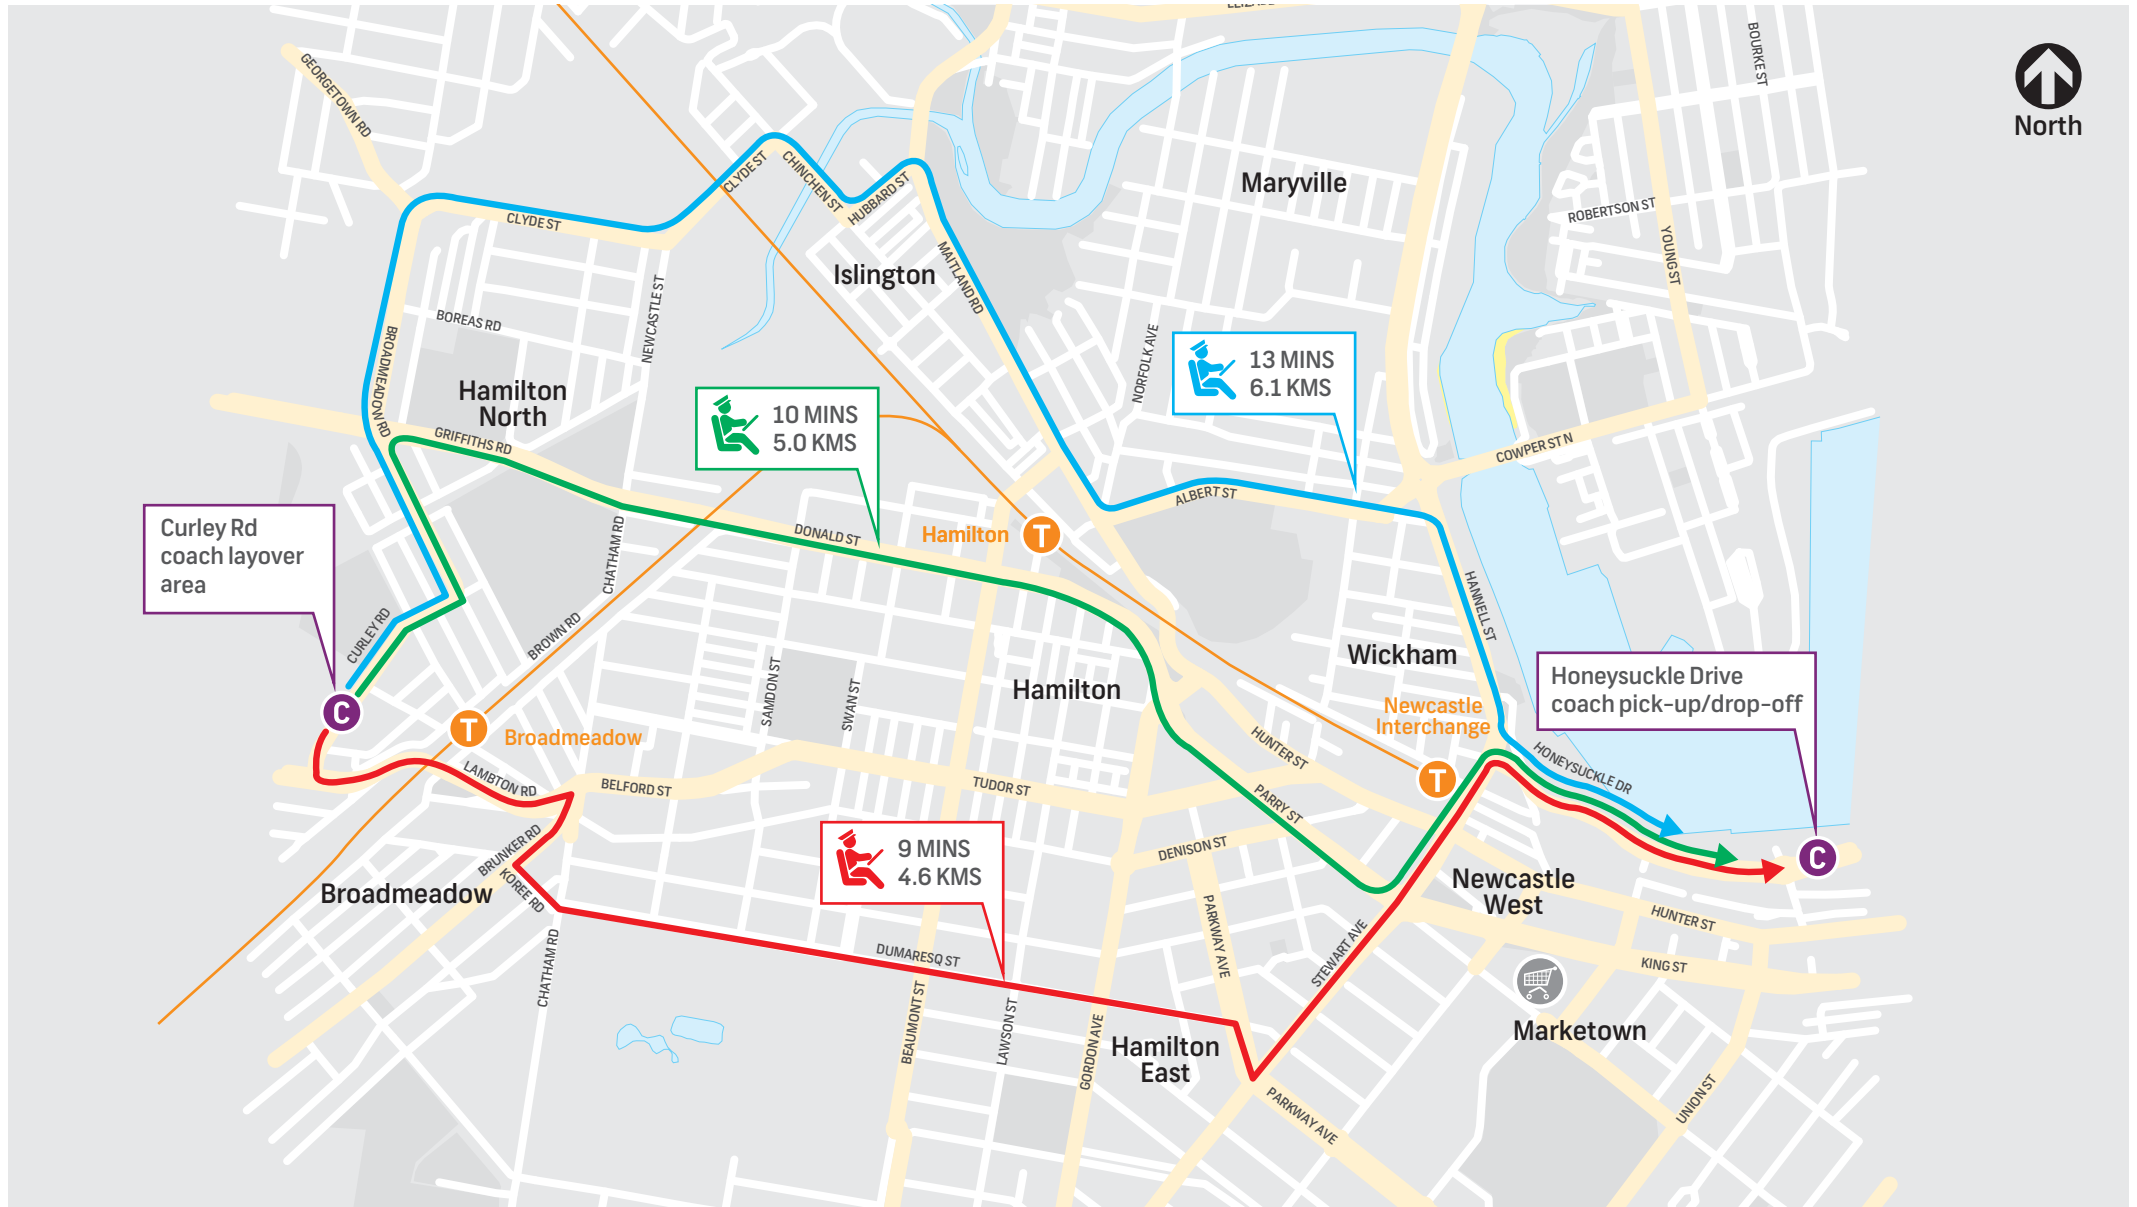 GEORGETOWN RD
BOURKE ST
North
CLYDE ST
CHINCHEN ST
HUBBARD ST
Maryville
ROBERTSON ST
CLYDE ST
YOUNG ST
Islington
MAITLAND RD
NEWCASTLE ST
BOREAS RD
BROADMEADOW RD
NORFOLK AVE
13 MINS
6.1 KMS
Hamilton
North
10 MINS
5.0 KMS
GRIFFITHS RD
COWPER ST N
ALBERT ST
Curley Rd
coach layover
area
DONALD ST
Hamilton
T
CHATHAM RD
HANNELL ST
CURLEY RD
BROWN RD
Wickham
SAMDON ST
SWAN ST
Hamilton
Honeysuckle Drive
coach pick-up/drop-off
C
T
Broadmeadow
Newcastle
Interchange
T
HUNTER ST
HONEYSUCKLE DR
LAMBTON RD
BELFORD ST
TUDOR ST
PARRY ST
BRUNKER RD
DENISON ST
9 MINS
4.6 KMS
C
KOREE RD
Broadmeadow
Newcastle
West
HUNTER ST
PARKWAY AVE
STEWART AVE
CHATHAM RD
DUMARESQ ST
KING ST
BEAUMONT ST
LAWSON ST
GORDON AVE
Marketown
Hamilton
East
PARKWAY AVE
UNION ST